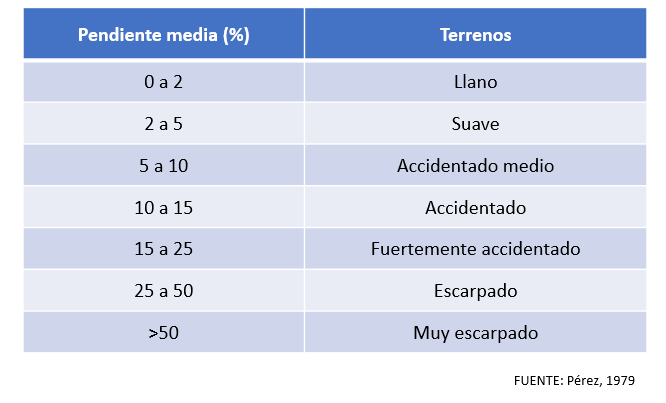 Pendiente media (%) Terrenos
0 a 2 Llano
2 a 5 Suave
5 a 10 Accidentado medio
10 a 15 Accidentado
15 a 25 Fuertemente accidentado
25 a 50 Escarpado
>50 Muy escarpado
FUENTE: Pérez, 1979